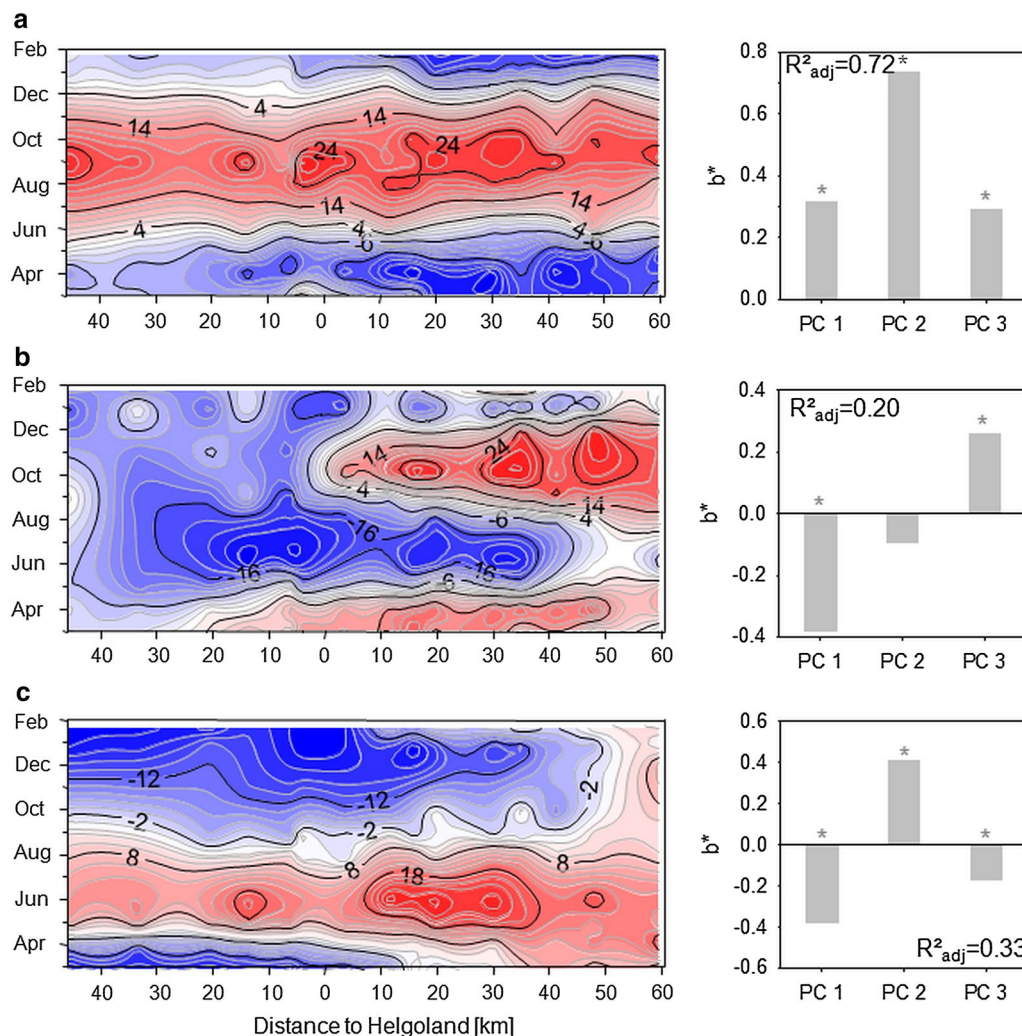 a
Feb
Dec
Oct
Aug
Jun
Apr
4
14
14
24
24
14
14
4
4
4
-6
-6
40 30 20 10 0 10 20 30 40 50 60
R²adj=0.72
*
*
*
b*
0.8
0.6
0.4
0.2
0.0
PC 1 PC 2 PC 3
b
Feb
Dec
Oct
Aug
Jun
Apr
14
24
4
14
-16
-6
4
-16
-6
-16
40 30 20 10 0 10 20 30 40 50 60
R²adj=0.20
*
*
b*
0.4
0.2
0.0
-0.2
-0.4
PC 1 PC 2 PC 3
c
Feb
Dec
Oct
Aug
Jun
Apr
-12
-12
-2
-2
-2
8
8
8
18
40 30 20 10 0 10 20 30 40 50 60
Distance to Helgoland [km]
*
*
*
b*
0.6
0.4
0.2
0.0
-0.2
-0.4
-0.6
R²adj=0.33
PC 1 PC 2 PC 3